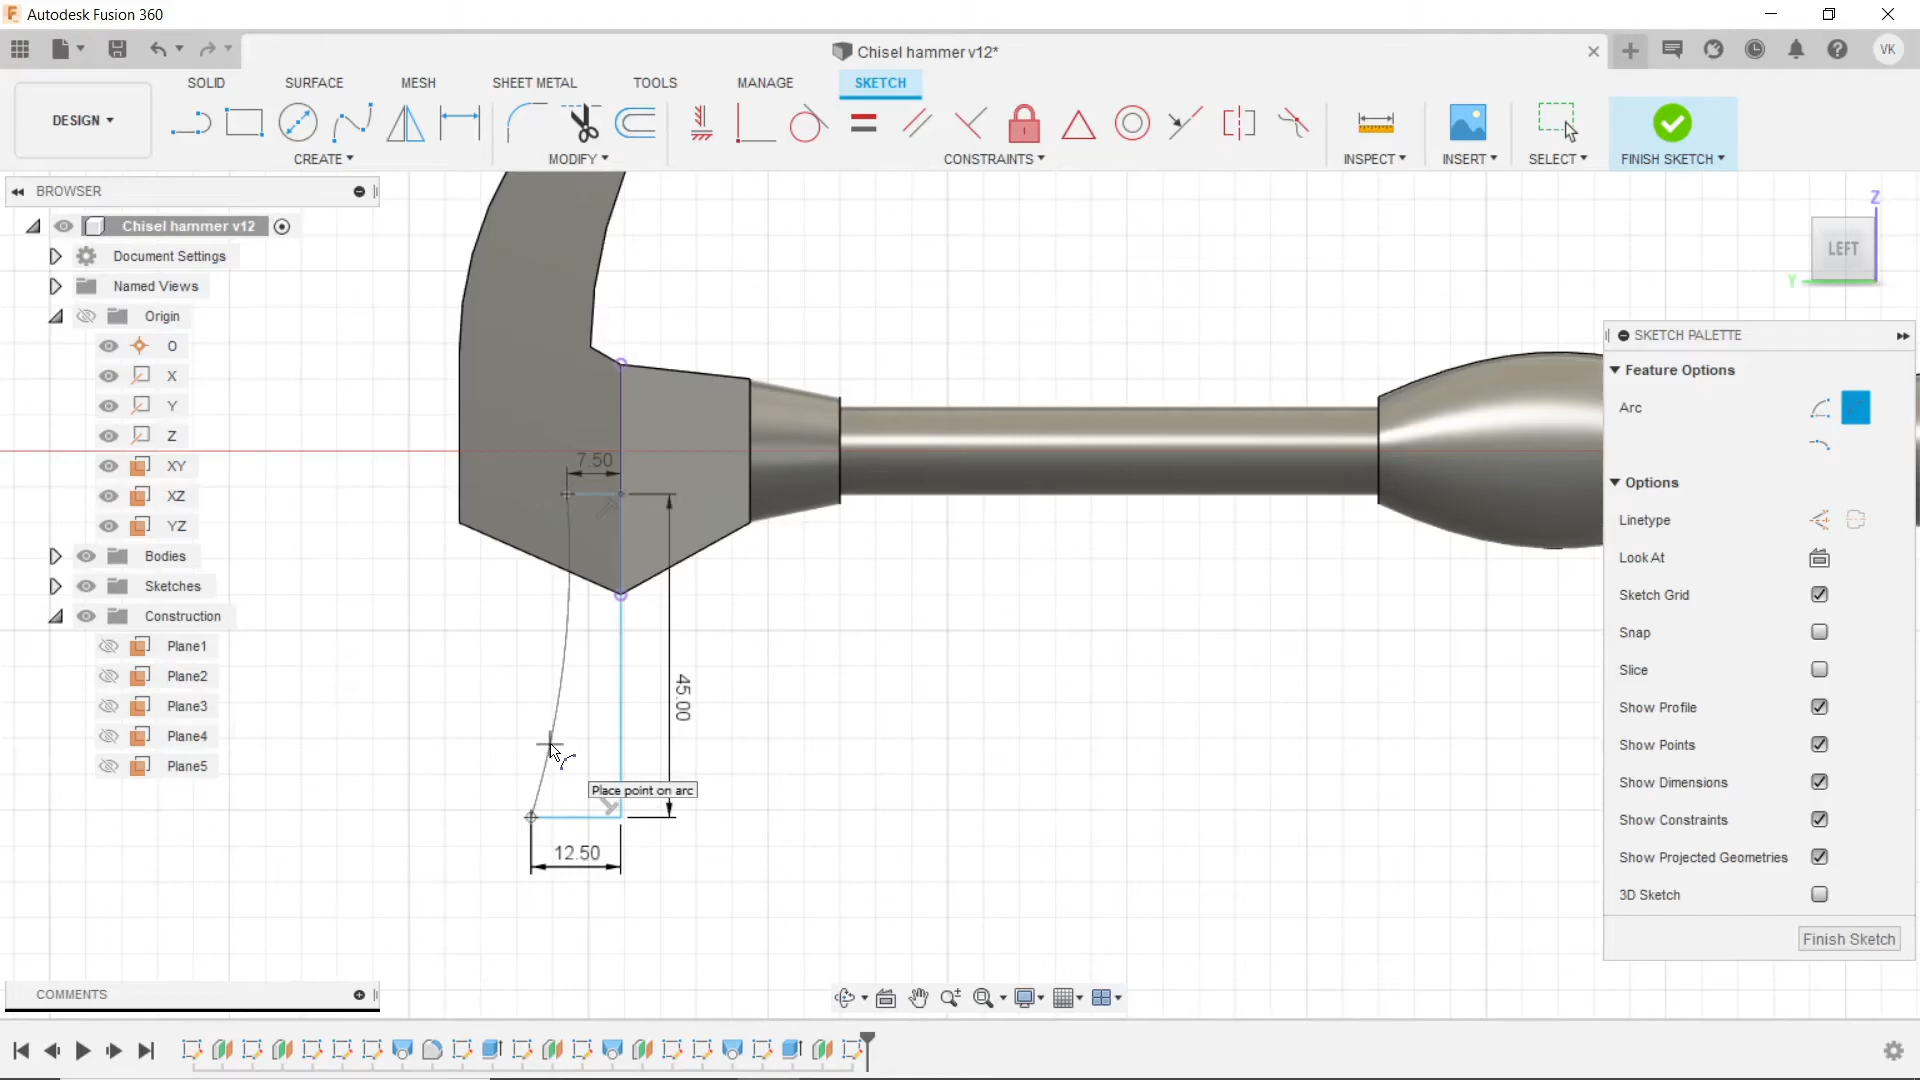 Autodesk Fusion 360
Chisel hammer v12*
VK
SOLID
SURFACE
MESH
SHEET METAL
TOOLS
MANAGE
SKETCH
DESIGN
CREATE
MODIFY
CONSTRAINTS
INSPECT
INSERT
SELECT
FINISH SKETCH
BROWSER
Chisel hammer v12
Document Settings
Named Views
Origin
O
X
Y
Z
XY
XZ
YZ
Bodies
Sketches
Construction
Plane1
Plane2
Plane3
Plane4
Plane5
7.50
45.00
Place point on arc
12.50
Z
LEFT
Y
SKETCH PALETTE
Feature Options
Arc
Options
Linetype
Look At
Sketch Grid
Snap
Slice
Show Profile
Show Points
Show Dimensions
Show Constraints
Show Projected Geometries
3D Sketch
Finish Sketch
COMMENTS